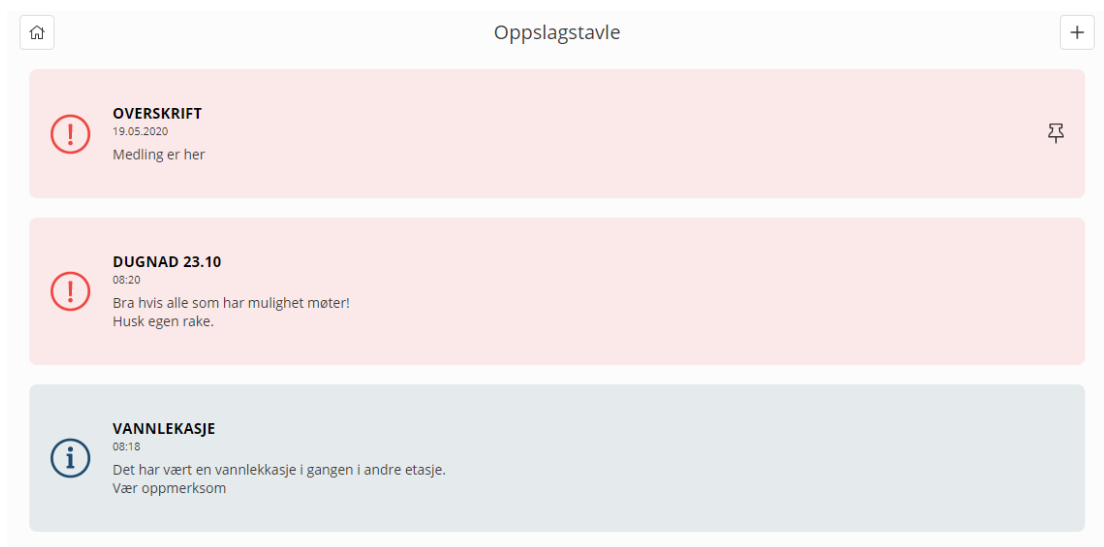 Oppslagstavle
OVERSKRIFT
19.05.2020
Medling er her
DUGNAD 23.10
08:20
Bra hvis alle som har mulighet møter!
Husk egen rake.
VANNLEKASJE
08:18
Det har vært en vannlekkasje i gangen i andre etasje.
Vær oppmerksom